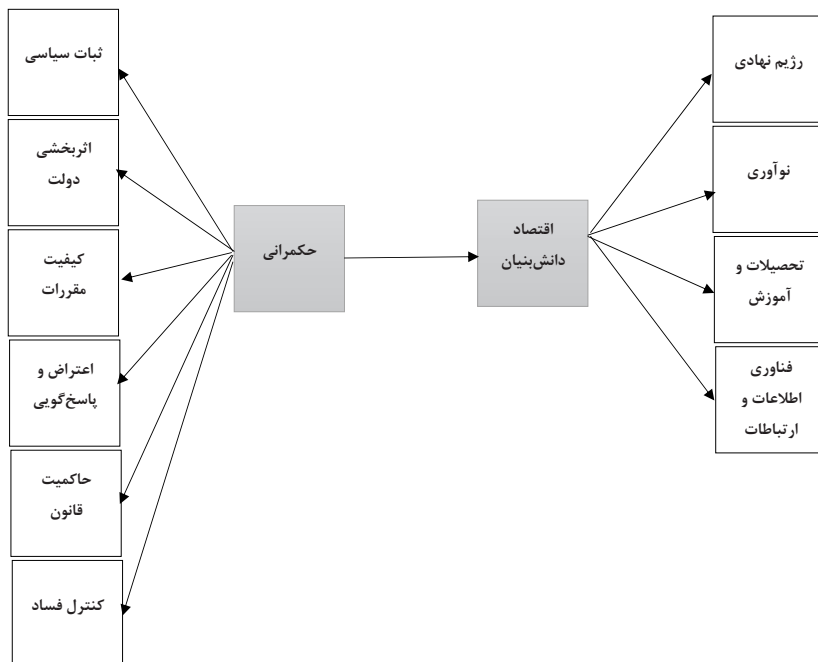 ثبات سیاسی
اثربخشی
دولت
کیفیت
مقررات
اعتراض و
پاسخ‌گویی
حاکمیت
قانون
کنترل فساد
حکمرانی
اقتصاد
دانش‌بنیان
رژیم نهادی
نوآوری
تحصیلات و
آموزش
فناوری
اطلاعات و
ارتباطات